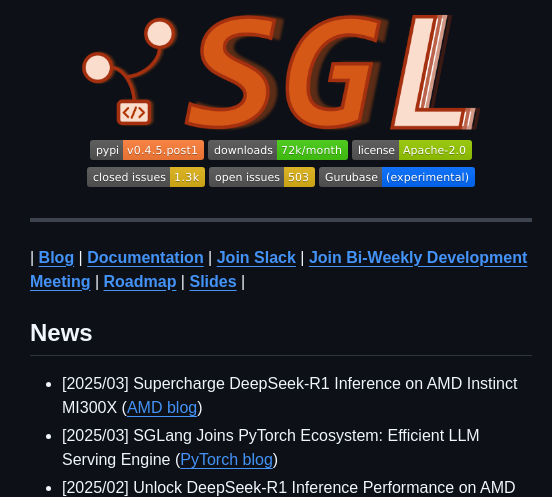 </> SGL
pypi v0.4.5.post1 downloads 72k/month license Apache-2.0
closed issues 1.3k open issues 503 Gurubase (experimental)
| Blog | Documentation | Join Slack | Join Bi-Weekly Development
Meeting | Roadmap | Slides |
News
• [2025/03] Supercharge DeepSeek-R1 Inference on AMD Instinct
MI300X (AMD blog)
• [2025/03] SGLang Joins PyTorch Ecosystem: Efficient LLM
Serving Engine (PyTorch blog)
• [2025/02] Unlock DeepSeek-R1 Inference Performance on AMD